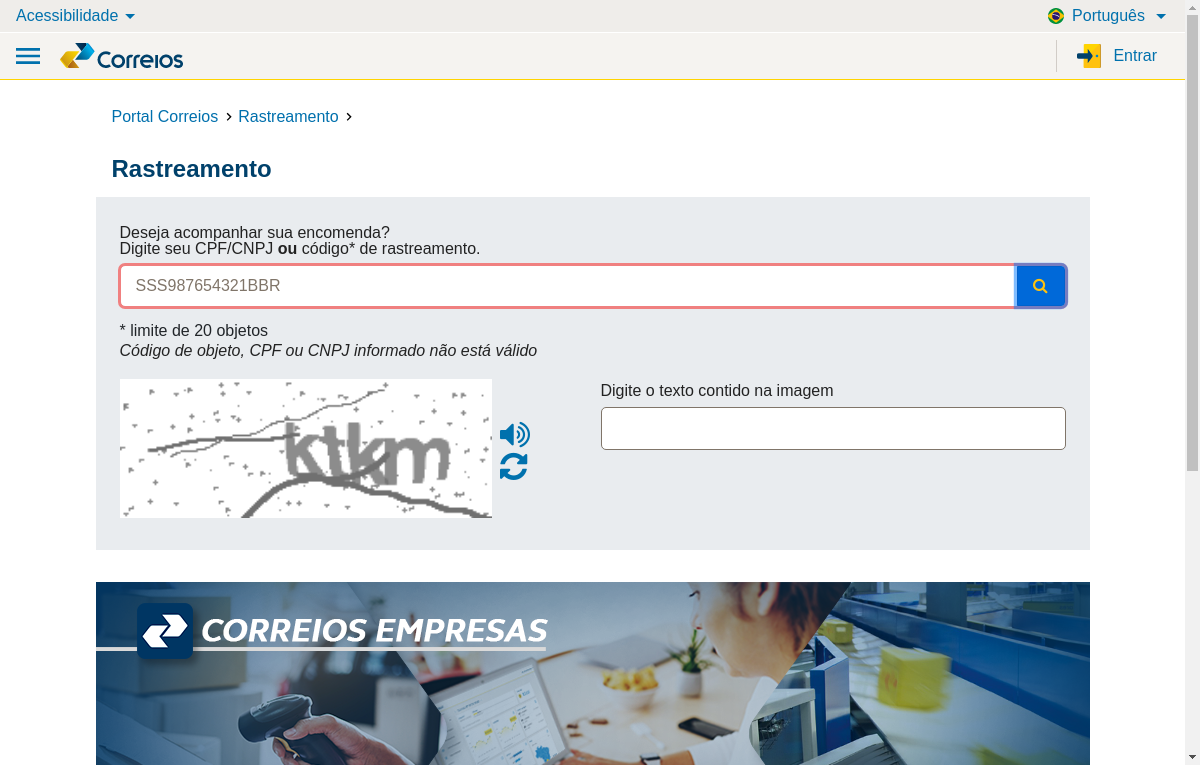 Acessibilidade
Português
Correios
Entrar
Portal Correios
Rastreamento
Rastreamento
Deseja acompanhar sua encomenda?
Digite seu CPF/CNPJ ou código* de rastreamento.
SSS987654321BBR
* limite de 20 objetos
Código de objeto, CPF ou CNPJ informado não está válido
Digite o texto contido na imagem
ktkm
CORREIOS EMPRESAS